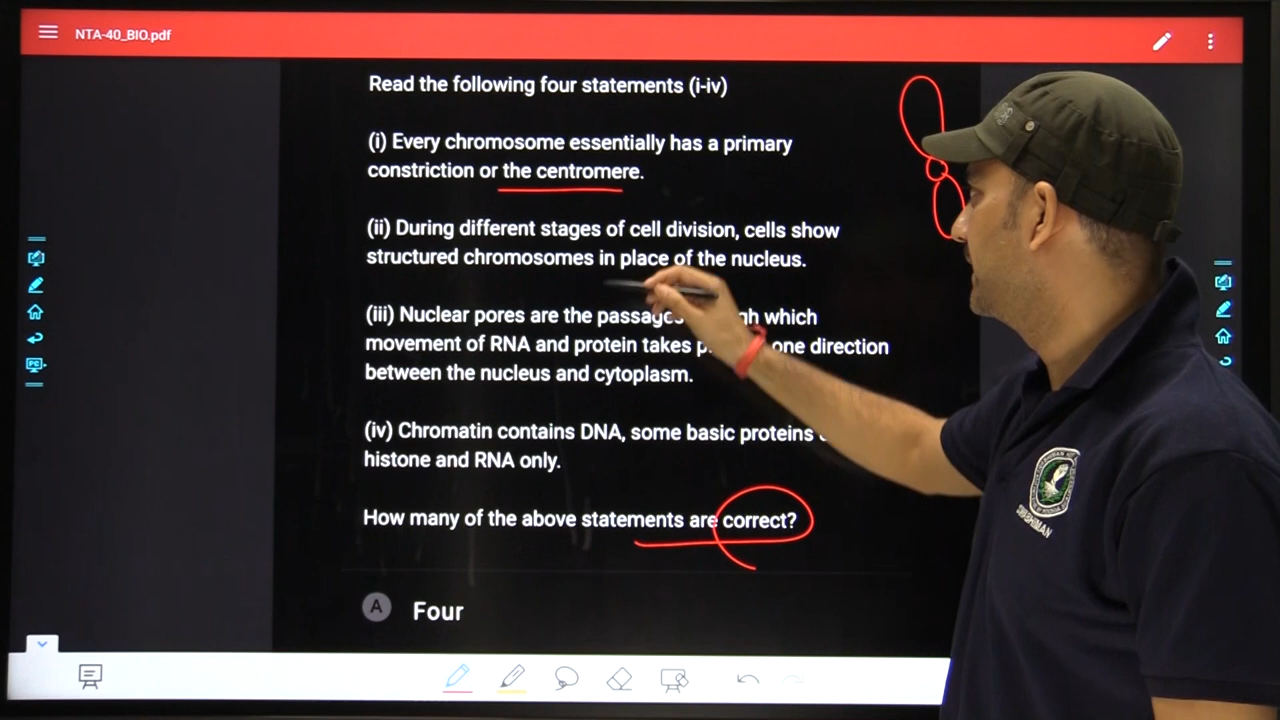 NTA-40_BIO.pdf
Read the following four statements (i-iv)
(i) Every chromosome essentially has a primary
constriction or the centromere.
(ii) During different stages of cell division, cells show
structured chromosomes in place of the nucleus.
(iii) Nuclear pores are the which
movement of RNA and protein takes one direction
between the nucleus and cytoplasm.
(iv) Chromatin contains DNA, some basic proteins
histone and RNA only.
How many of the above statements are correct?
A Four
PC
PC